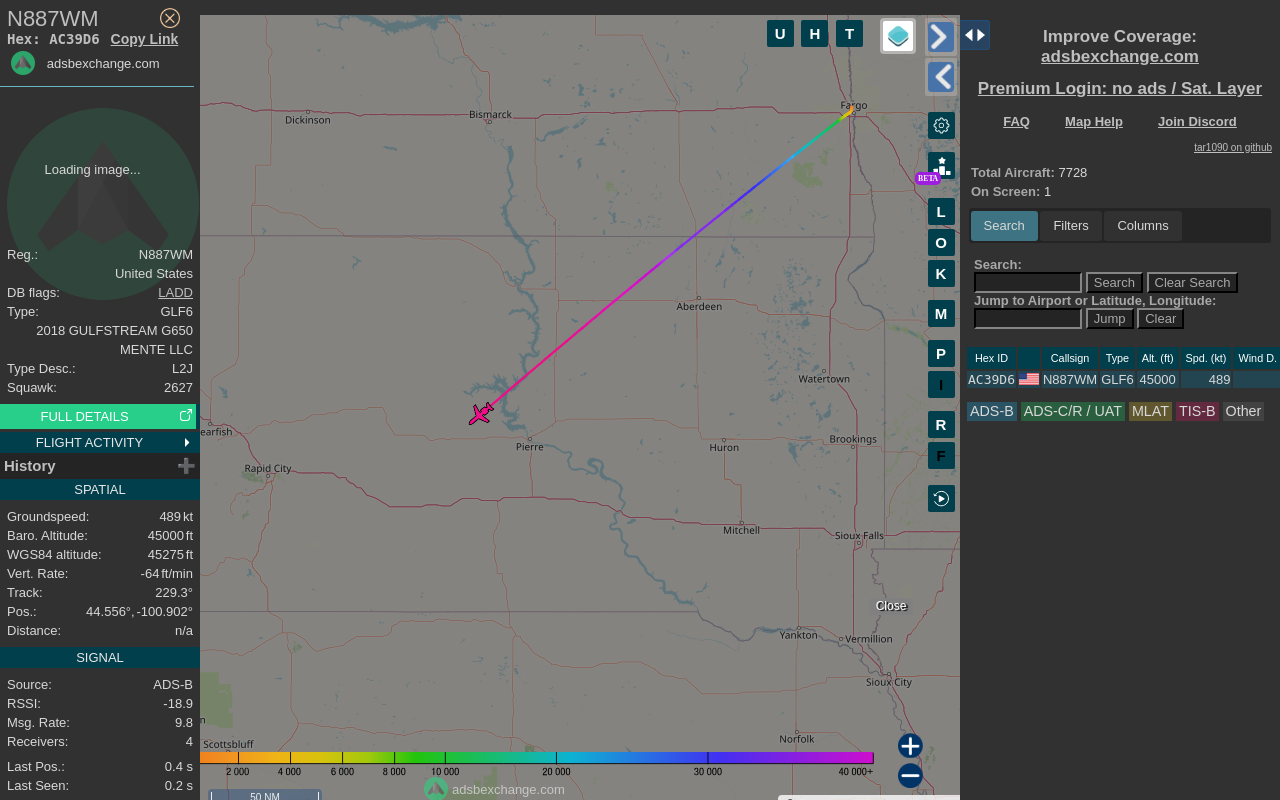 N887WM
Hex: AC39D6 Copy Link
adsbexchange.com
Loading image...
Reg.: N887WM
United States
DB flags: LADD
Type: GLF6
2018 GULFSTREAM G650
MENTE LLC
Type Desc.: L2J
Squawk: 2627
FULL DETAILS
FLIGHT ACTIVITY
History
SPATIAL
Groundspeed: 489 kt
Baro. Altitude: 45000 ft
WGS84 altitude: 45275 ft
Vert. Rate: -64 ft/min
Track: 229.3°
Pos.: 44.556°, -100.902°
Distance: n/a
SIGNAL
Source: ADS-B
RSSI: -18.9
Msg. Rate: 9.8
Receivers: 4
Last Pos.: 0.4 s
Last Seen: 0.2 s
U H T
Fargo
Bismarck
Dickinson
BETA
L
O
K
M
P
I
R
F
Aberdeen
Watertown
earfish
Pierre
Huron
Brookings
Rapid City
Mitchell
Sioux Falls
Close
Yankton
Vermillion
Sioux City
n
Scottsbluff
Norfolk
2 000 4 000 6 000 8 000 10 000 20 000 30 000 40 000+
adsbexchange.com
50 NM
Improve Coverage:
adsbexchange.com
Premium Login: no ads / Sat. Layer
FAQ Map Help Join Discord
tar1090 on github
Total Aircraft: 7728
On Screen: 1
Search Filters Columns
Search:
Search Clear Search
Jump to Airport or Latitude, Longitude:
Jump Clear
Hex ID Callsign Type Alt. (ft) Spd. (kt) Wind D.
AC39D6 N887WM GLF6 45000 489
ADS-B ADS-C/R / UAT MLAT TIS-B Other